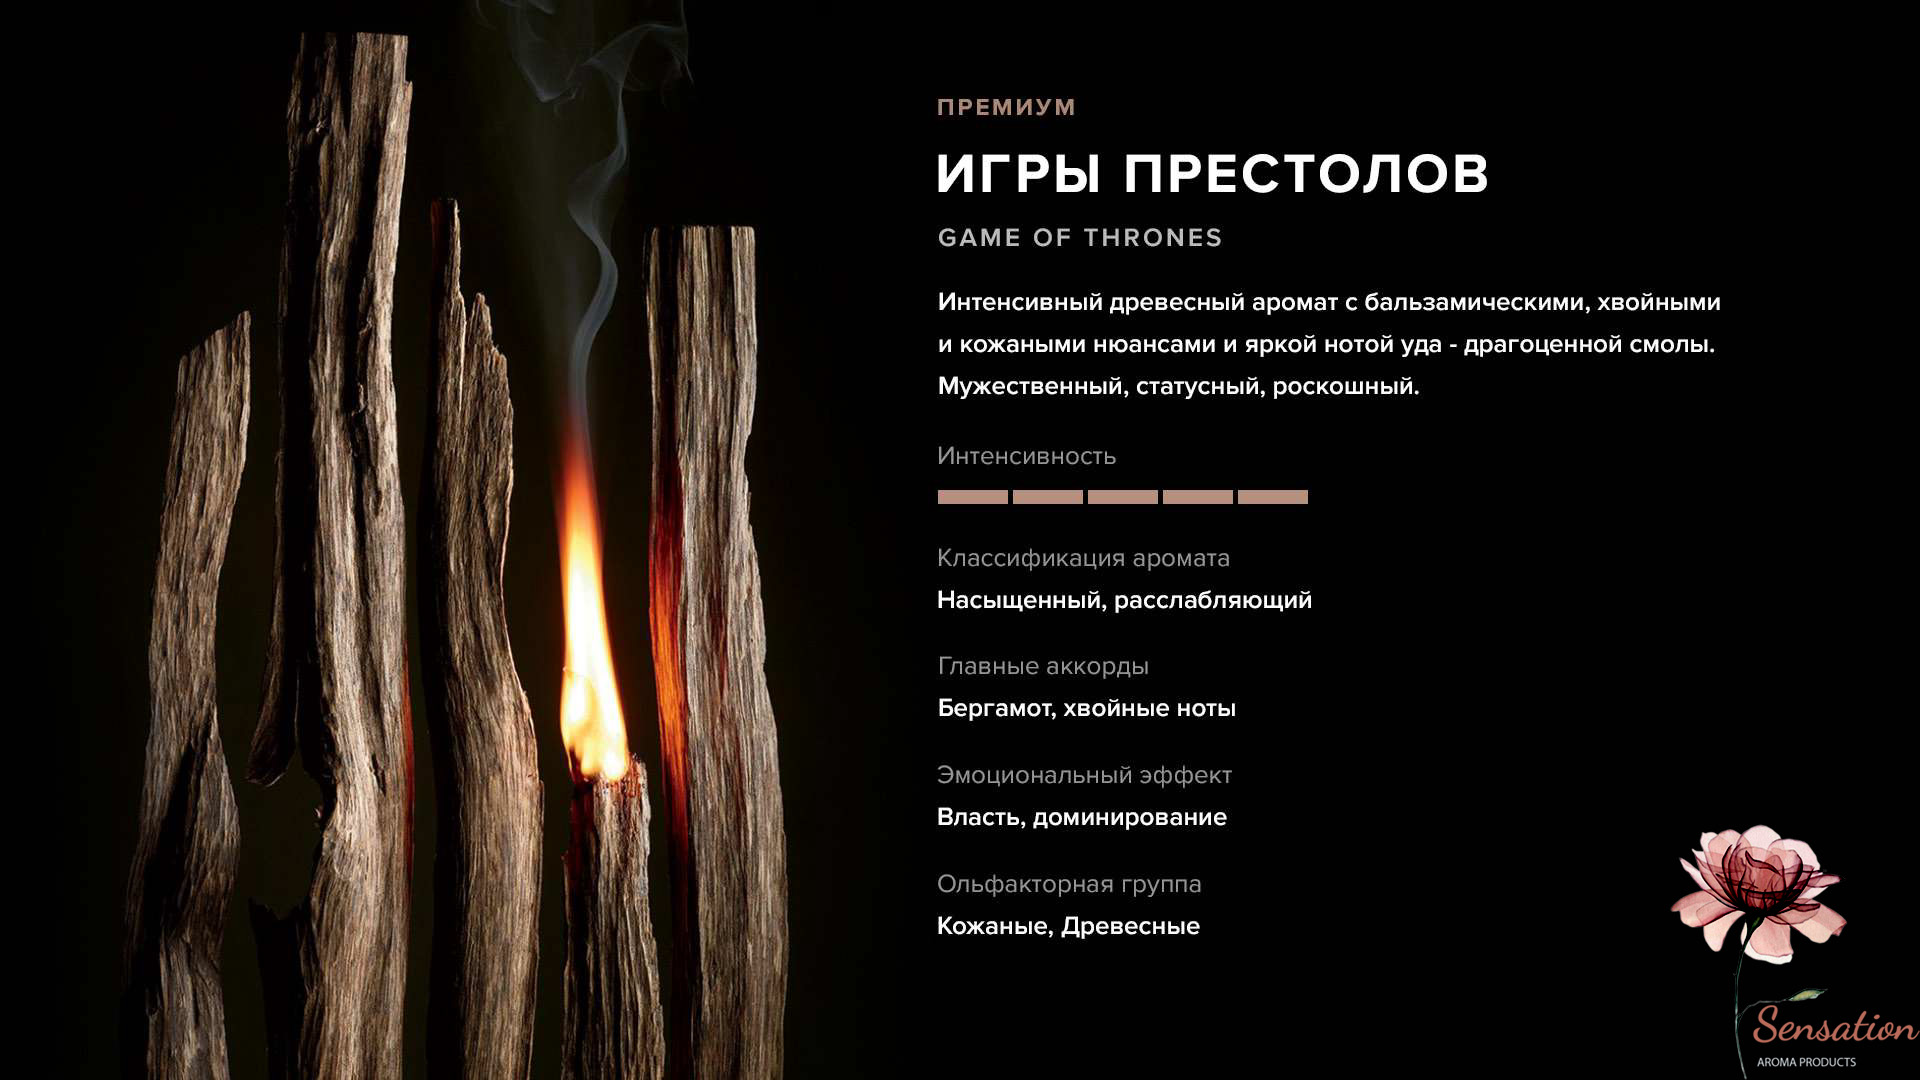 ПРЕМИУМ
ИГРЫ ПРЕСТОЛОВ
GAME OF THRONES
Интенсивный древесный аромат с бальзамическими, хвойными
и кожаными нюансами и яркой нотой уда - драгоценной смолы.
Мужественный, статусный, роскошный.
Интенсивность
Классификация аромата
Насыщенный, расслабляющий
Главные аккорды
Бергамот, хвойные ноты
Эмоциональный эффект
Власть, доминирование
Ольфакторная группа
Кожаные, Древесные
Sensation
AROMA PRODUCTS